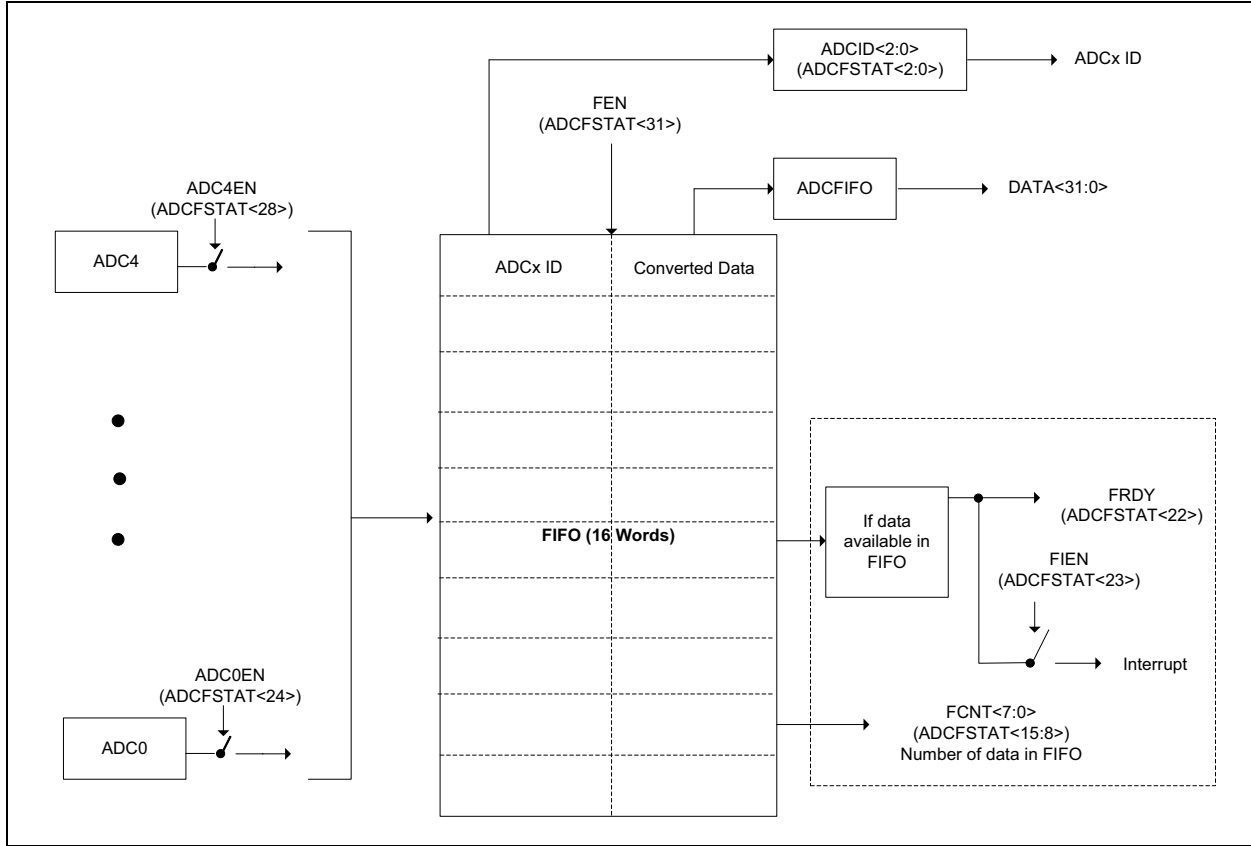 ADCID<2:0>
(ADCFSTAT<2:0>)
ADCx ID
FEN
(ADCFSTAT<31>)
ADCFIFO
DATA<31:0>
ADC4EN
(ADCFSTAT<28>)
ADC4
ADCx ID
Converted Data
FIFO (16 Words)
If data
available in
FIFO
FRDY
(ADCFSTAT<22>)
FIEN
(ADCFSTAT<23>)
Interrupt
ADC0EN
(ADCFSTAT<24>)
ADC0
FCNT<7:0>
(ADCFSTAT<15:8>)
Number of data in FIFO